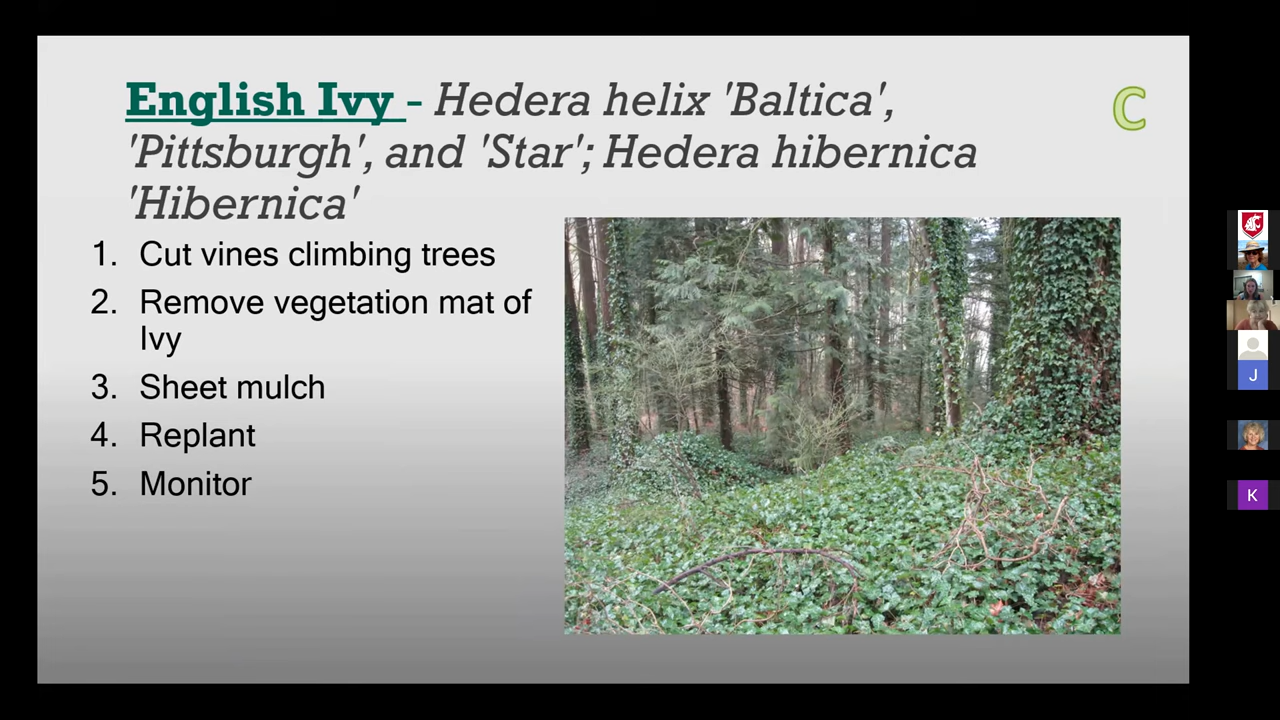 English Ivy - Hedera helix 'Baltica',
'Pittsburgh', and 'Star'; Hedera hibernica
'Hibernica'
C
1. Cut vines climbing trees
2. Remove vegetation mat of
Ivy
3. Sheet mulch
4. Replant
5. Monitor
J
K